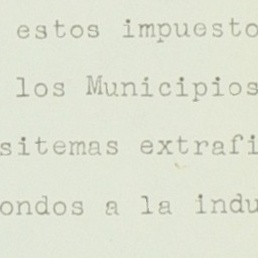 estos impuesto
los Municipios
sitemas extrafi
ondos a la indu